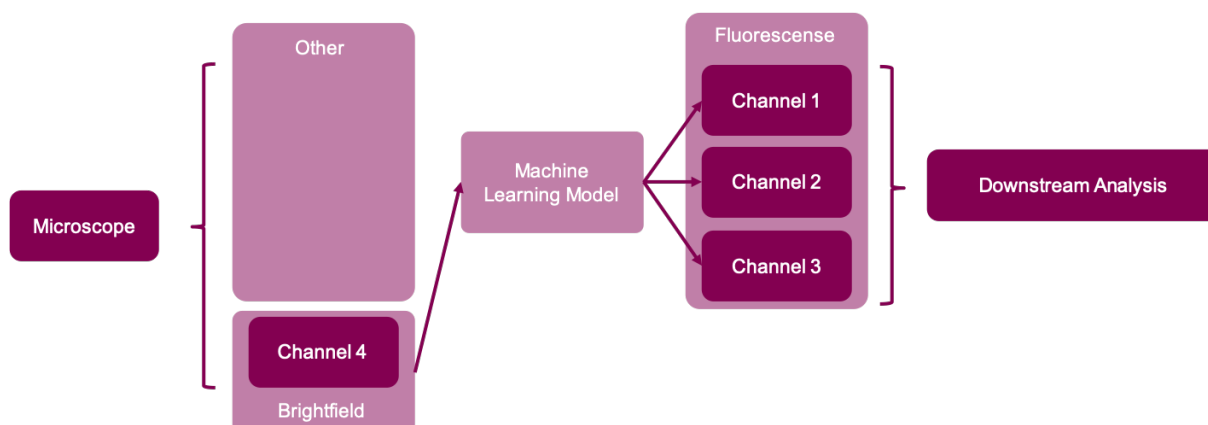 Microscope
Other
Channel 4
Brightfield
Machine
Learning Model
Fluorescense
Channel 1
Channel 2
Channel 3
Downstream Analysis